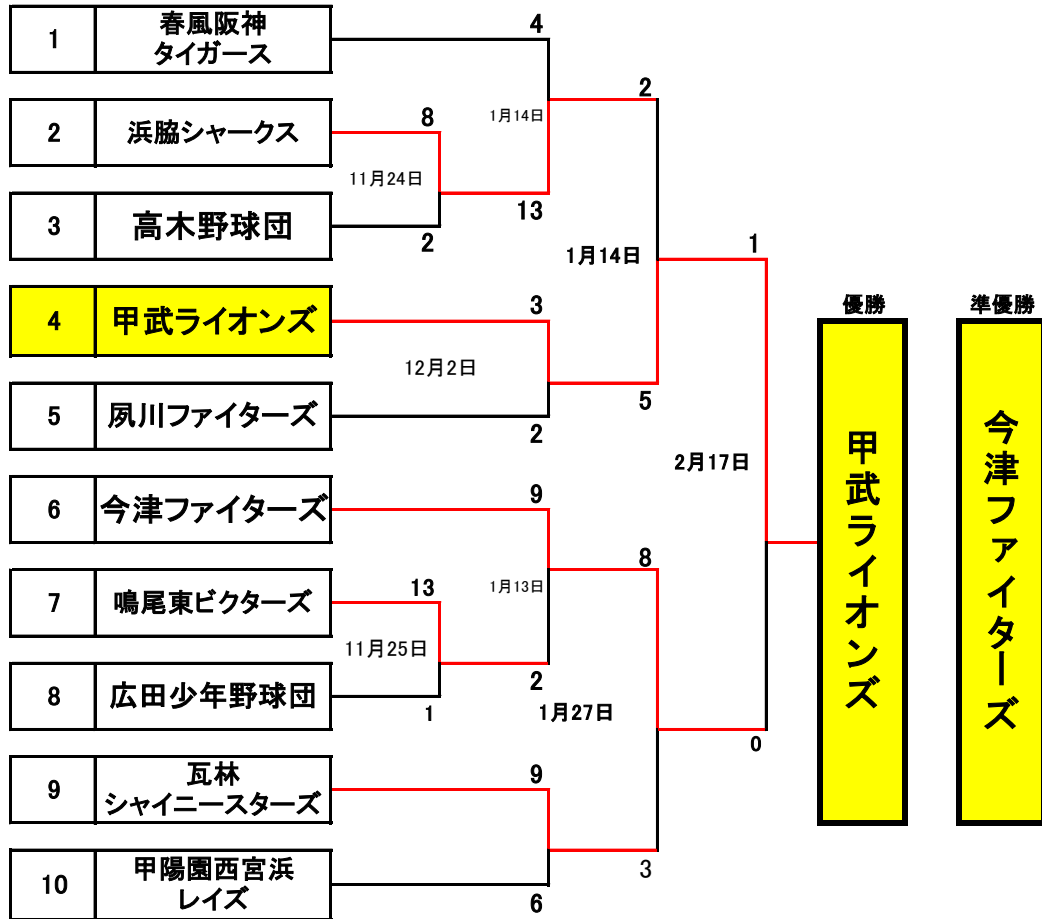 1
春風阪神
タイガース
4
2
浜脇シャークス
8
1月14日
2
11月24日
3
高木野球団
2
13
1月14日
1
4
甲武ライオンズ
3
12月2日
5
夙川ファイターズ
2
5
2月17日
6
今津ファイターズ
9
8
7
鳴尾東ビクターズ
13
1月13日
11月25日
8
広田少年野球団
1
2
1月27日
0
9
瓦林
シャイニースターズ
9
10
甲陽園西宮浜
レイズ
6
3
優勝
甲武ライオンズ
準優勝
今津ファイターズ